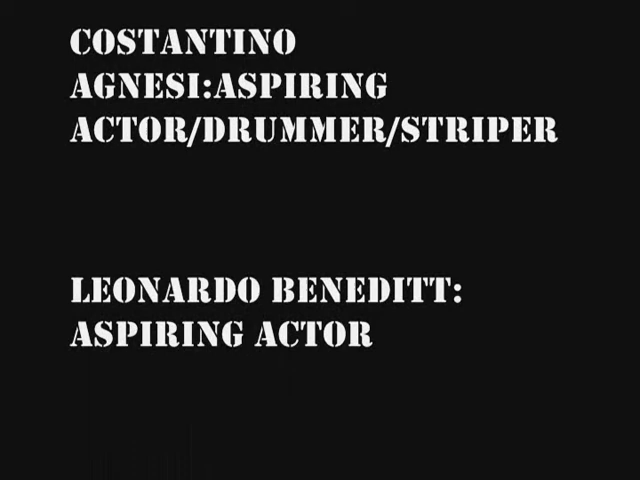 COSTANTINO
AGNESI:ASPIRING
ACTOR/DRUMMER/STRIPER
LEONARDO BENEDITT:
ASPIRING ACTOR